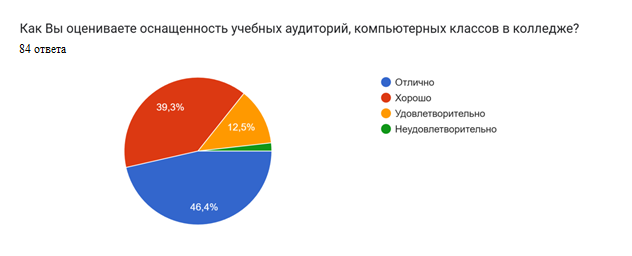 Как Вы оцениваете оснащенность учебных аудиторий, компьютерных классов в колледже?
84 ответа
39,3%
12,5%
46,4%
Отлично
Хорошо
Удовлетворительно
Неудовлетворительно